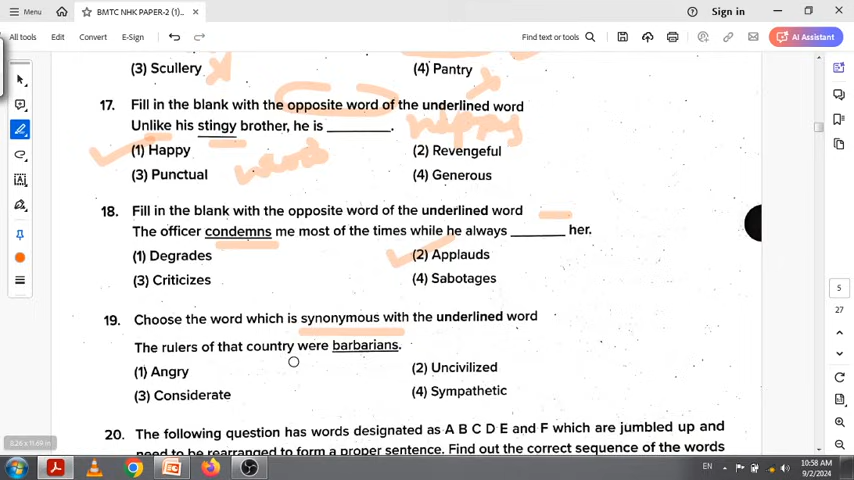 Menu
BMTC NHK PAPER-2 (1)...
Sign in
All tools Edit Convert E-Sign
Find text or tools
AI Assistant
(3) Scullery (4) Pantry
17. Fill in the blank with the opposite word of the underlined word
Unlike his stingy brother, he is ________. happy
(1) Happy (2) Revengeful
(3) Punctual (4) Generous
18. Fill in the blank with the opposite word of the underlined word
The officer condemns me most of the times while he always ______ her.
(1) Degrades (2) Applauds
(3) Criticizes (4) Sabotages
19. Choose the word which is synonymous with the underlined word
The rulers of that country were barbarians.
(1) Angry (2) Uncivilized
(3) Considerate (4) Sympathetic
20. The following question has words designated as A B C D E and F which are jumbled up and
need to be rearranged to form a proper sentence. Find out the correct sequence of the words
5
27
8.26 x 11.69 in
EN
10:58 AM
9/2/2024